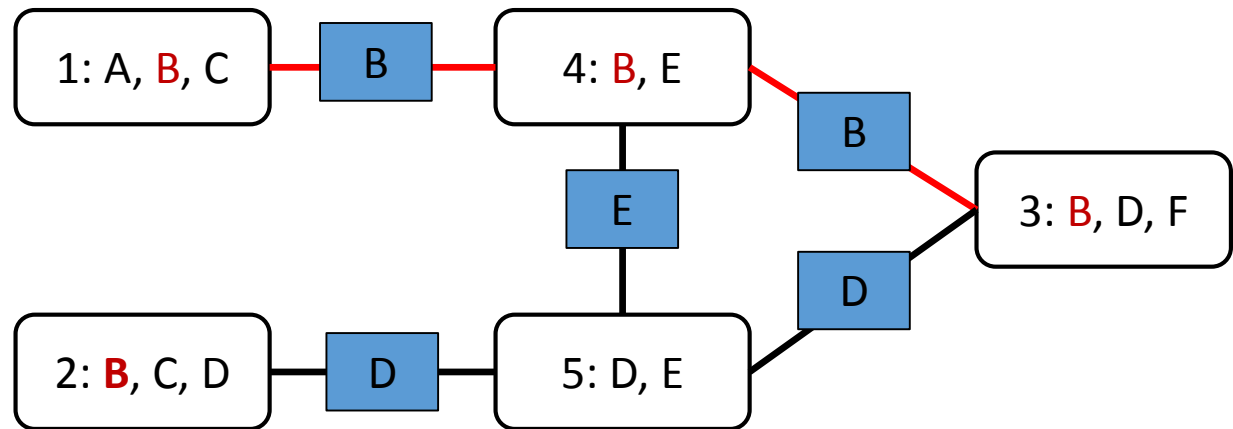 1: A, B, C
B
4: B, E
B
E
3: B, D, F
D
2: B, C, D
D
5: D, E